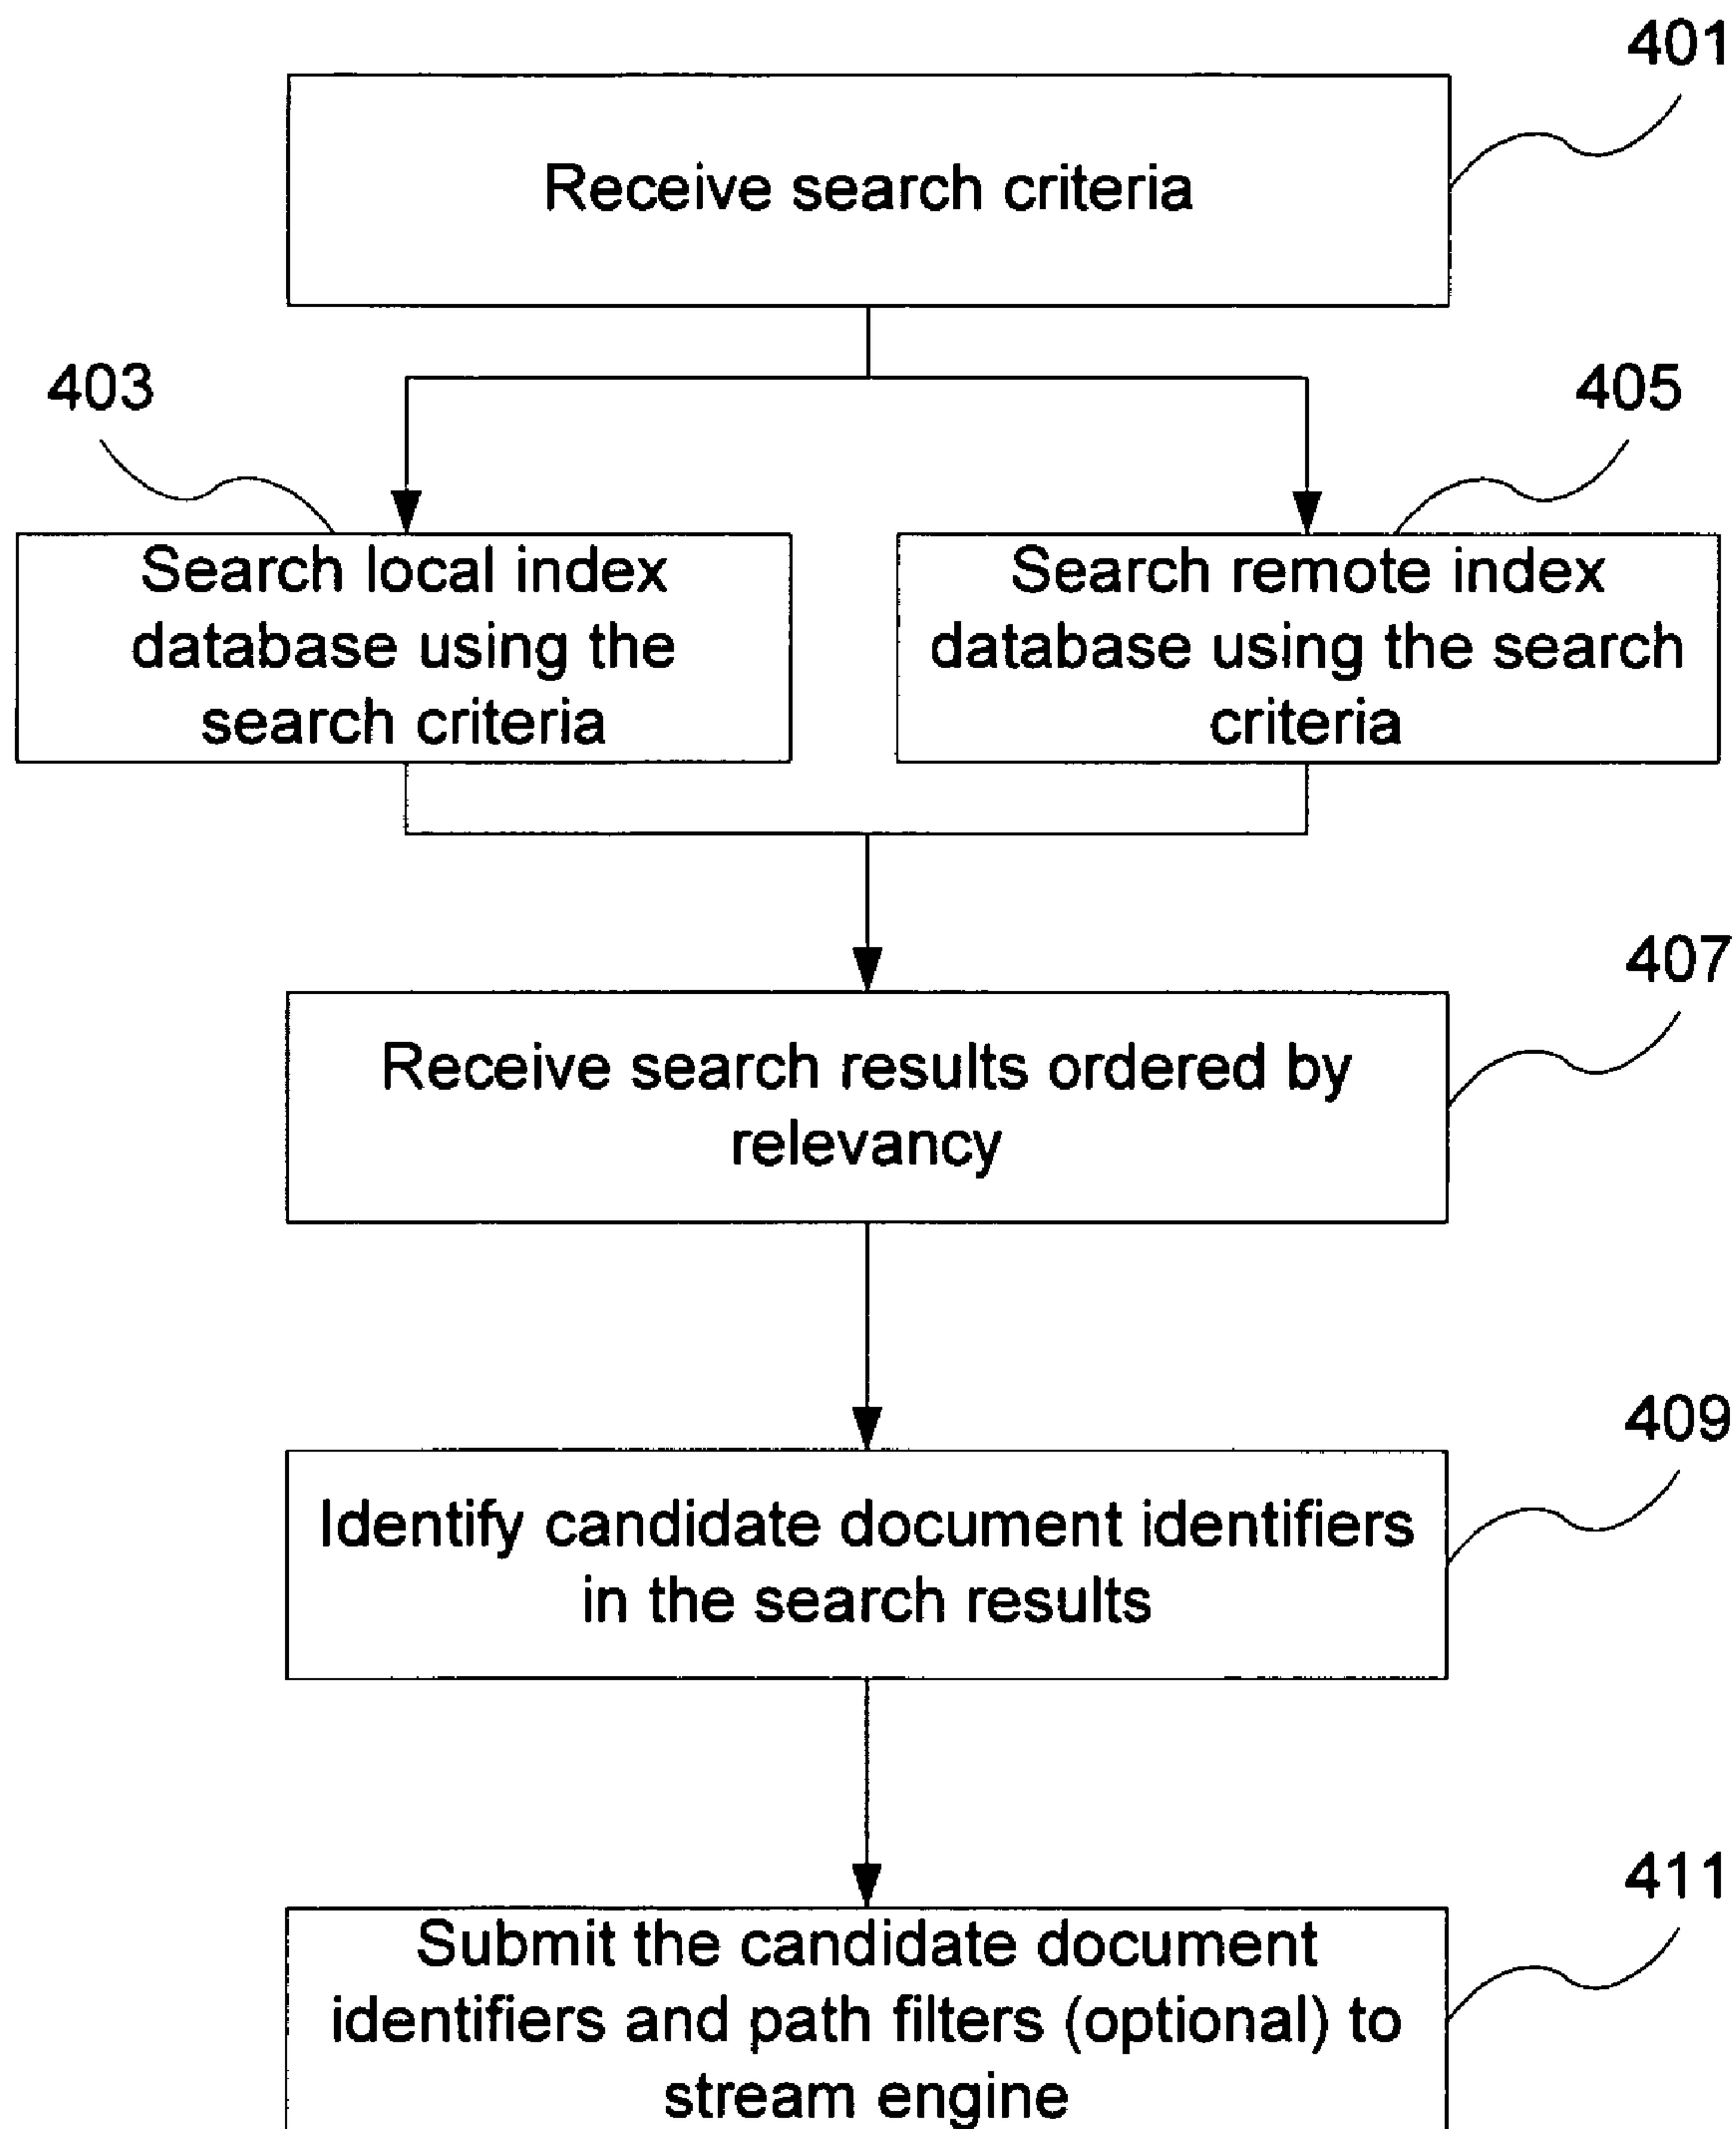 401
Receive search criteria
403
405
Search local index
database using the
search criteria
Search remote index
database using the search
criteria
407
Receive search results ordered by
relevancy
409
Identify candidate document identifiers
in the search results
411
Submit the candidate document
identifiers and path filters (optional) to
stream engine